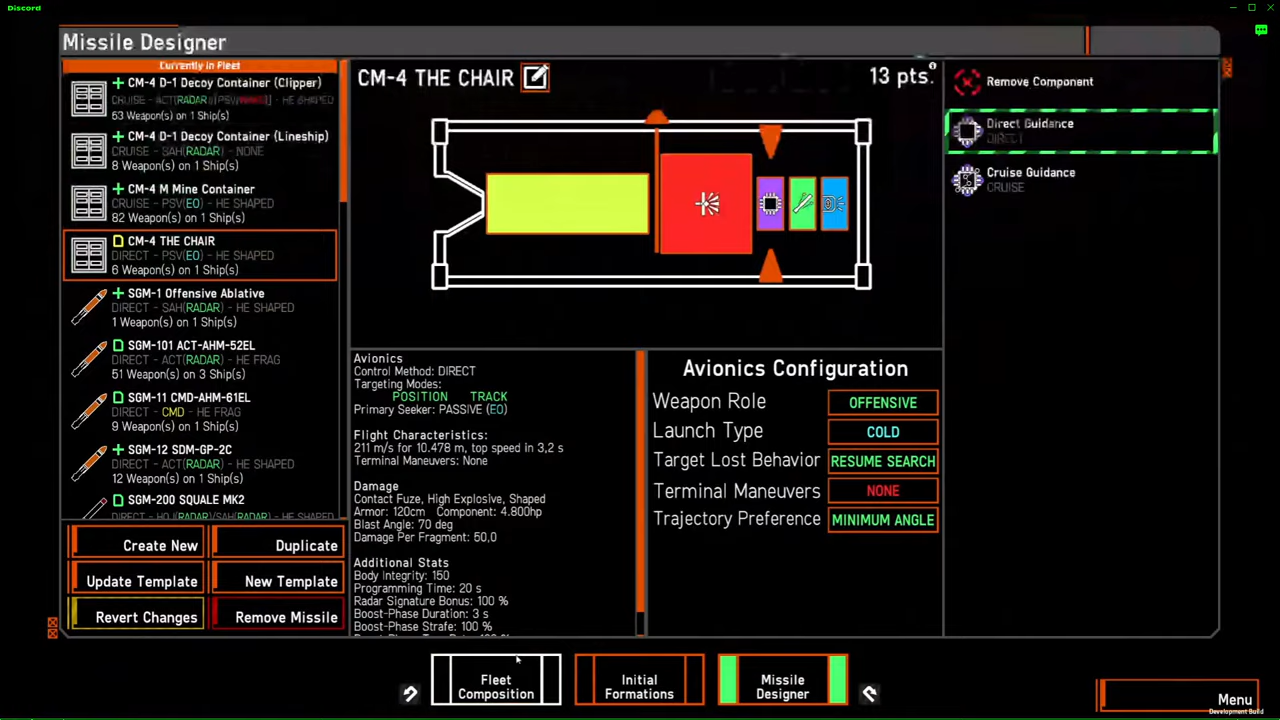 Discord
Missile Designer
Currently in Fleet
CM-4 D-1 Decoy Container (Clipper)
63 Weapon(s) on 1 Ship(s)
CM-4 D-1 Decoy Container (Lineship)
CRUISE - SAH(RADAR) - NONE
8 Weapon(s) on 1 Ship(s)
CM-4 M Mine Container
CRUISE - PSV(EO) - HE SHAPED
82 Weapon(s) on 1 Ship(s)
CM-4 THE CHAIR
DIRECT - PSV(EO) - HE SHAPED
6 Weapon(s) on 1 Ship(s)
SGM-1 Offensive Ablative
DIRECT - SAH(RADAR) - HE SHAPED
1 Weapon(s) on 1 Ship(s)
SGM-101 ACT-AHM-52EL
DIRECT - ACT(RADAR) - HE FRAG
51 Weapon(s) on 3 Ship(s)
SGM-11 CMD-AHM-61EL
DIRECT - CMD - HE FRAG
9 Weapon(s) on 1 Ship(s)
SGM-12 SDM-GP-2C
DIRECT - ACT(RADAR) - HE SHAPED
12 Weapon(s) on 1 Ship(s)
SGM-200 SQUALE MK2
DIRECT - HOJ(RADAR)/SAH(RADAR) - HE SHAPED
Create New
Duplicate
Update Template
New Template
Revert Changes
Remove Missile
CM-4 THE CHAIR
13 pts.
Avionics
Control Method: DIRECT
Targeting Modes:
POSITION TRACK
Primary Seeker: PASSIVE (EO)
Flight Characteristics:
211 m/s for 10.478 m, top speed in 3,2 s
Terminal Maneuvers: None
Damage
Contact Fuze, High Explosive, Shaped
Armor: 120cm Component: 4.800hp
Blast Angle: 70 deg
Damage Per Fragment: 50,0
Additional Stats
Body Integrity: 150
Programming Time: 20 s
Radar Signature Bonus: 100 %
Boost-Phase Duration: 3 s
Boost-Phase Strafe: 100 %
Avionics Configuration
Weapon Role OFFENSIVE
Launch Type COLD
Target Lost Behavior RESUME SEARCH
Terminal Maneuvers NONE
Trajectory Preference MINIMUM ANGLE
Remove Component
Direct Guidance
DIRECT
Cruise Guidance
CRUISE
Fleet
Composition
Initial
Formations
Missile
Designer
Menu
Development Build